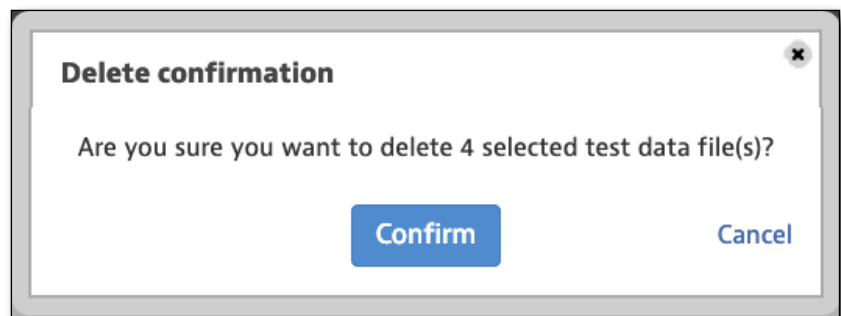 Delete confirmation
Are you sure you want to delete 4 selected test data file(s)?
Confirm
Cancel